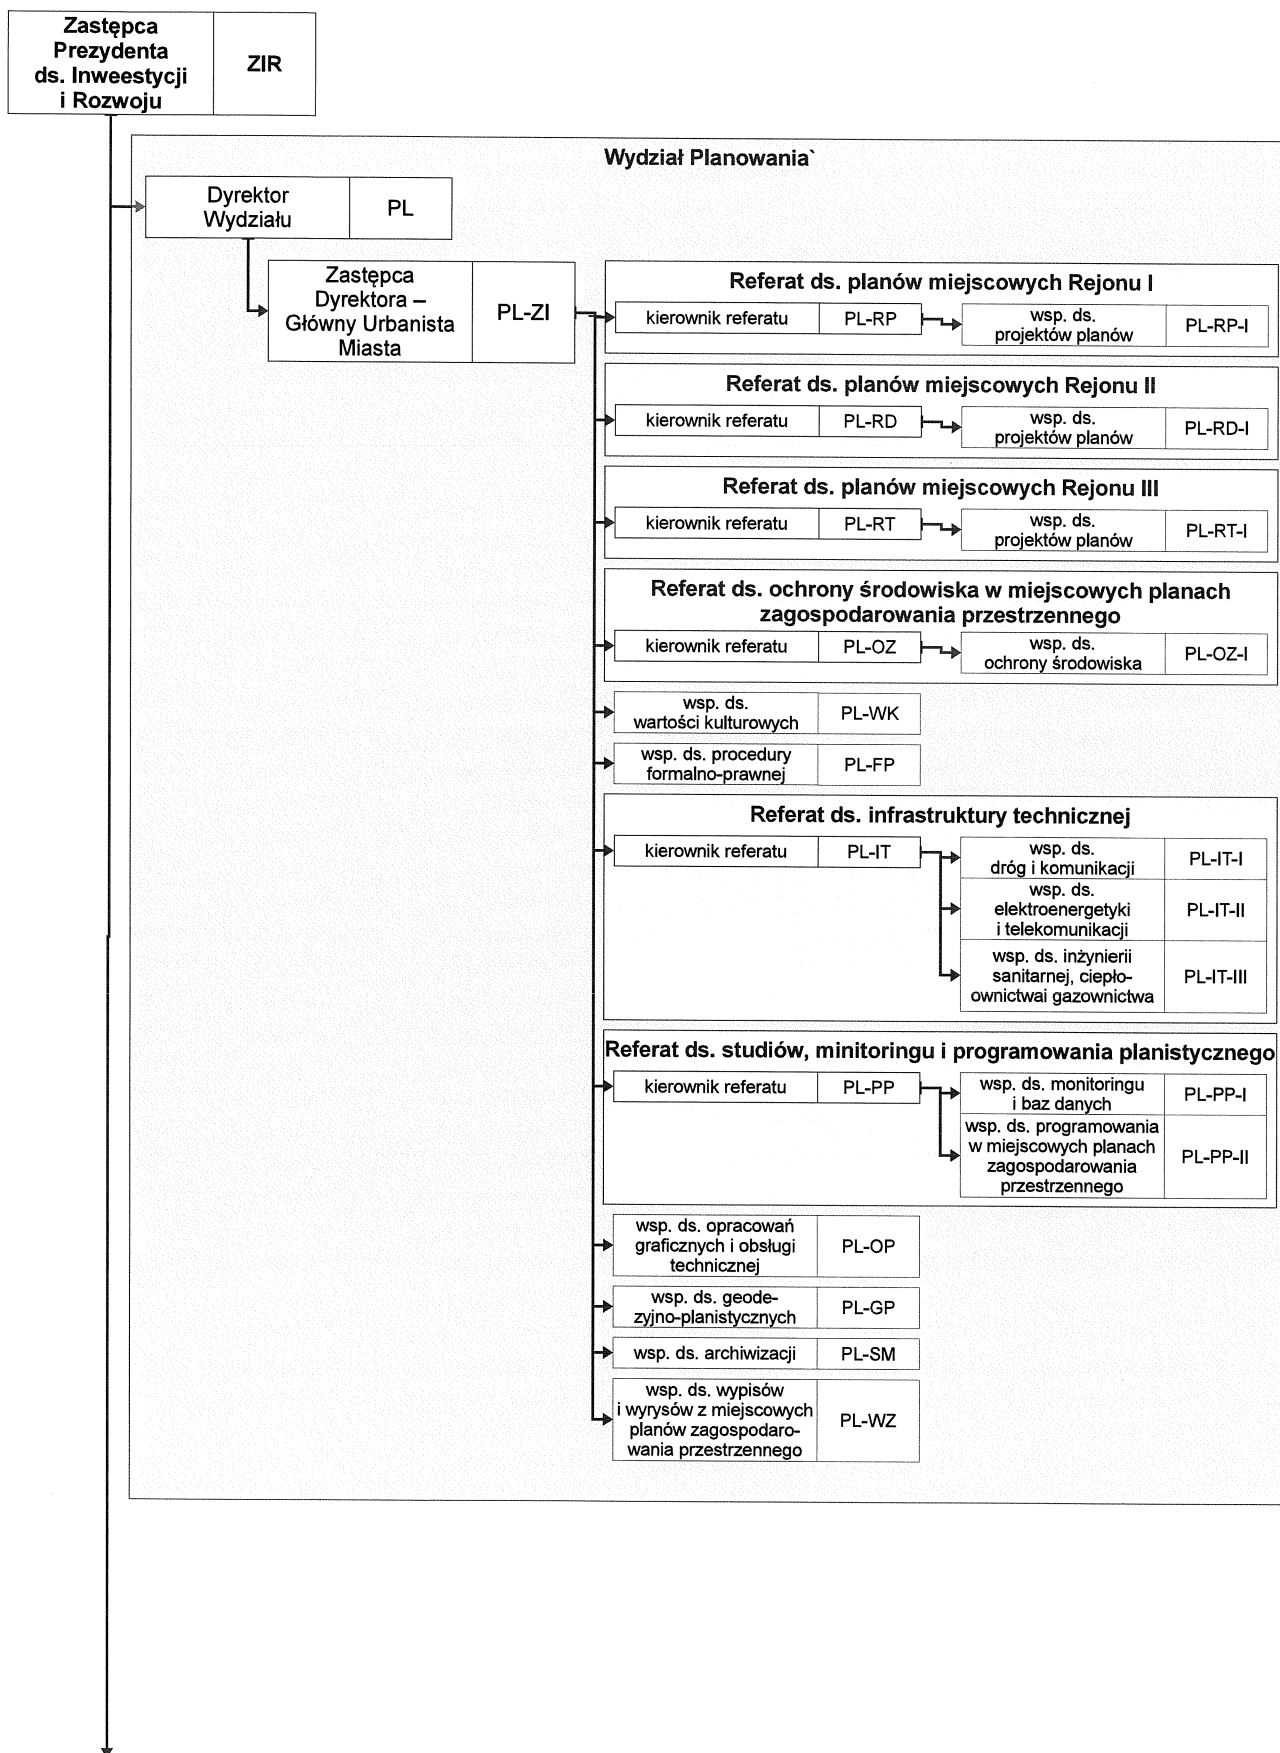 Zastępca
Prezydenta
ds. Inweestycji
i Rozwoju
ZIR
Wydział Planowania`
Dyrektor
Wydziału
PL
Zastępca
Dyrektora –
Główny Urbanista
Miasta
PL-ZI
Referat ds. planów miejscowych Rejonu I
kierownik referatu
PL-RP
wsp. ds.
projektów planów
PL-RP-I
Referat ds. planów miejscowych Rejonu II
kierownik referatu
PL-RD
wsp. ds.
projektów planów
PL-RD-I
Referat ds. planów miejscowych Rejonu III
kierownik referatu
PL-RT
wsp. ds.
projektów planów
PL-RT-I
Referat ds. ochrony środowiska w miejscowych planach
zagospodarowania przestrzennego
kierownik referatu
PL-OZ
wsp. ds.
ochrony środowiska
PL-OZ-I
wsp. ds.
wartości kulturowych
PL-WK
wsp. ds. procedury
formalno-prawnej
PL-FP
Referat ds. infrastruktury technicznej
kierownik referatu
PL-IT
wsp. ds.
dróg i komunikacji
PL-IT-I
wsp. ds.
elektroenergetyki
i telekomunikacji
PL-IT-II
wsp. ds. inżynierii
sanitarnej, ciepło-
ownictwai gazownictwa
PL-IT-III
Referat ds. studiów, minitoringu i programowania planistycznego
kierownik referatu
PL-PP
wsp. ds. monitoringu
i baz danych
PL-PP-I
wsp. ds. programowania
w miejscowych planach
zagospodarowania
przestrzennego
PL-PP-II
wsp. ds. opracowań
graficznych i obsługi
technicznej
PL-OP
wsp. ds. geode-
zyjno-planistycznych
PL-GP
wsp. ds. archiwizacji
PL-SM
wsp. ds. wypisów
i wyrysów z miejscowych
planów zagospodaro-
wania przestrzennego
PL-WZ